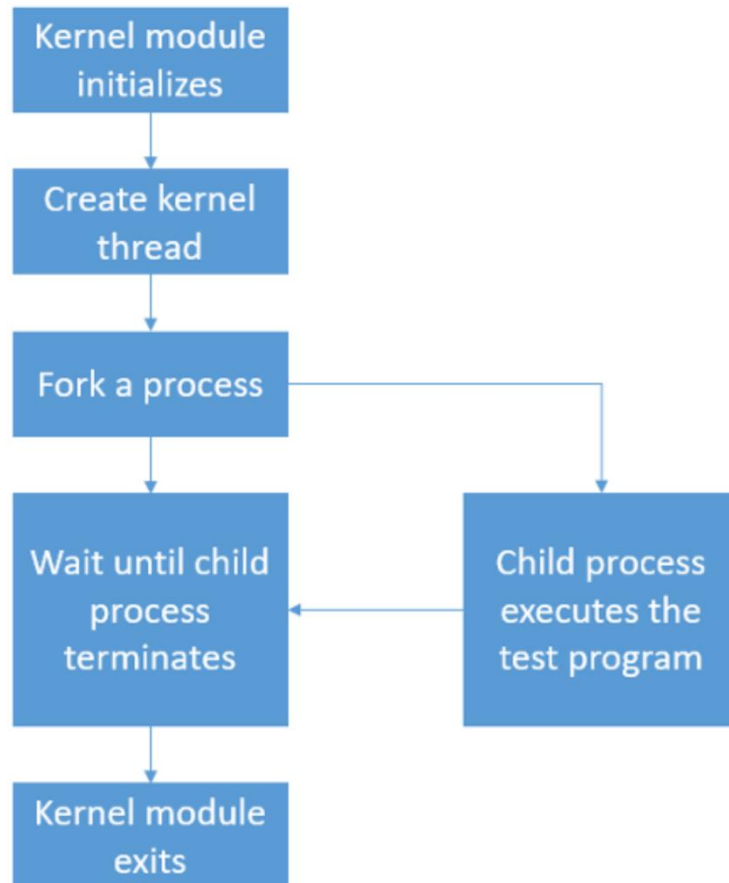 Kernel module
initializes
Create kernel
thread
Fork a process
Wait until child
process
terminates
Child process
executes the
test program
Kernel module
exits